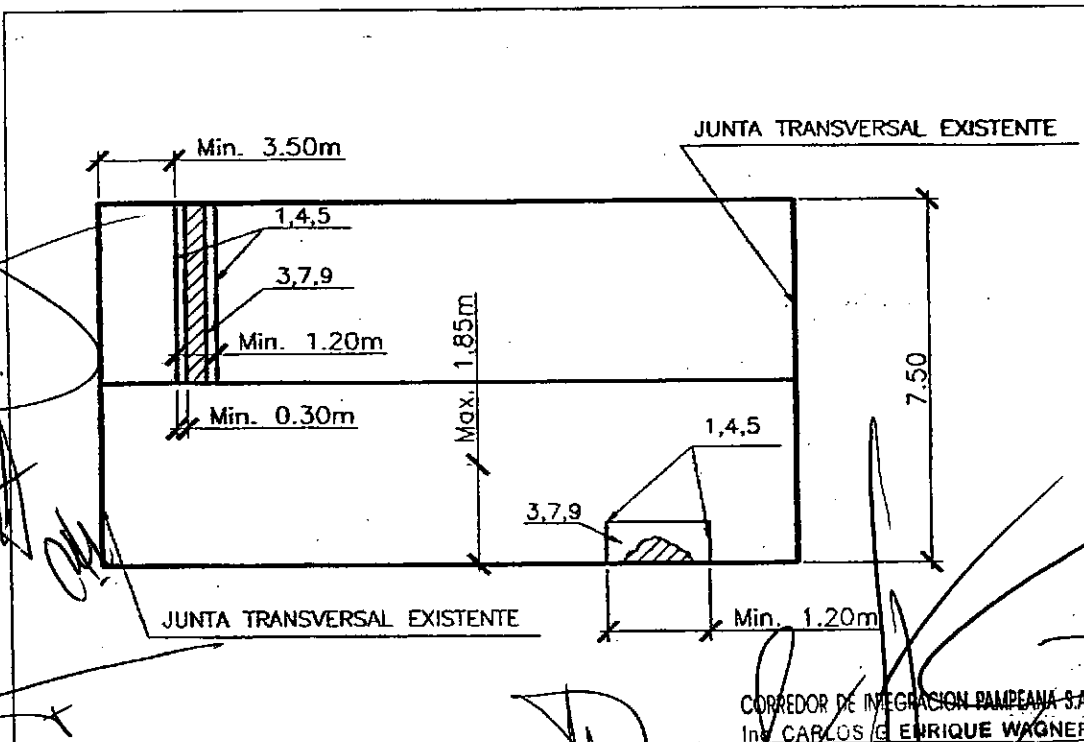 Min. 3.50m
JUNTA TRANSVERSAL EXISTENTE
1,4,5
3,7,9
Min. 1.20m
Max. 1.85m
7.50
Min. 0.30m
1,4,5
3,7,9
JUNTA TRANSVERSAL EXISTENTE
Min. 1.20m
CORREDOR DE INTEGRACION PAMPEANA S.A
Ing CARLOS G ENRIQUE WAGNER